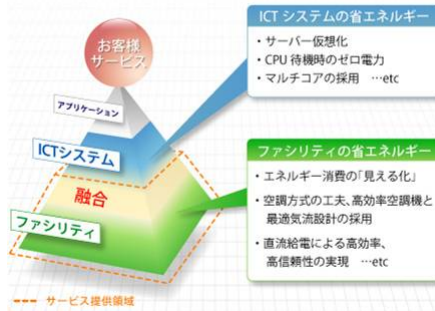 お客様
サービス
アプリケーション
ICTシステム
融合
ファシリティ
サービス提供領域
ICT システムの省エネルギー
・サーバー仮想化
・CPU 待機時のゼロ電力
・マルチコアの採用 …etc
ファシリティの省エネルギー
・エネルギー消費の「見える化」
・空調方式の工夫、高効率空調機と
最適気流設計の採用
・直流給電による高効率、
高信頼性の実現 …etc